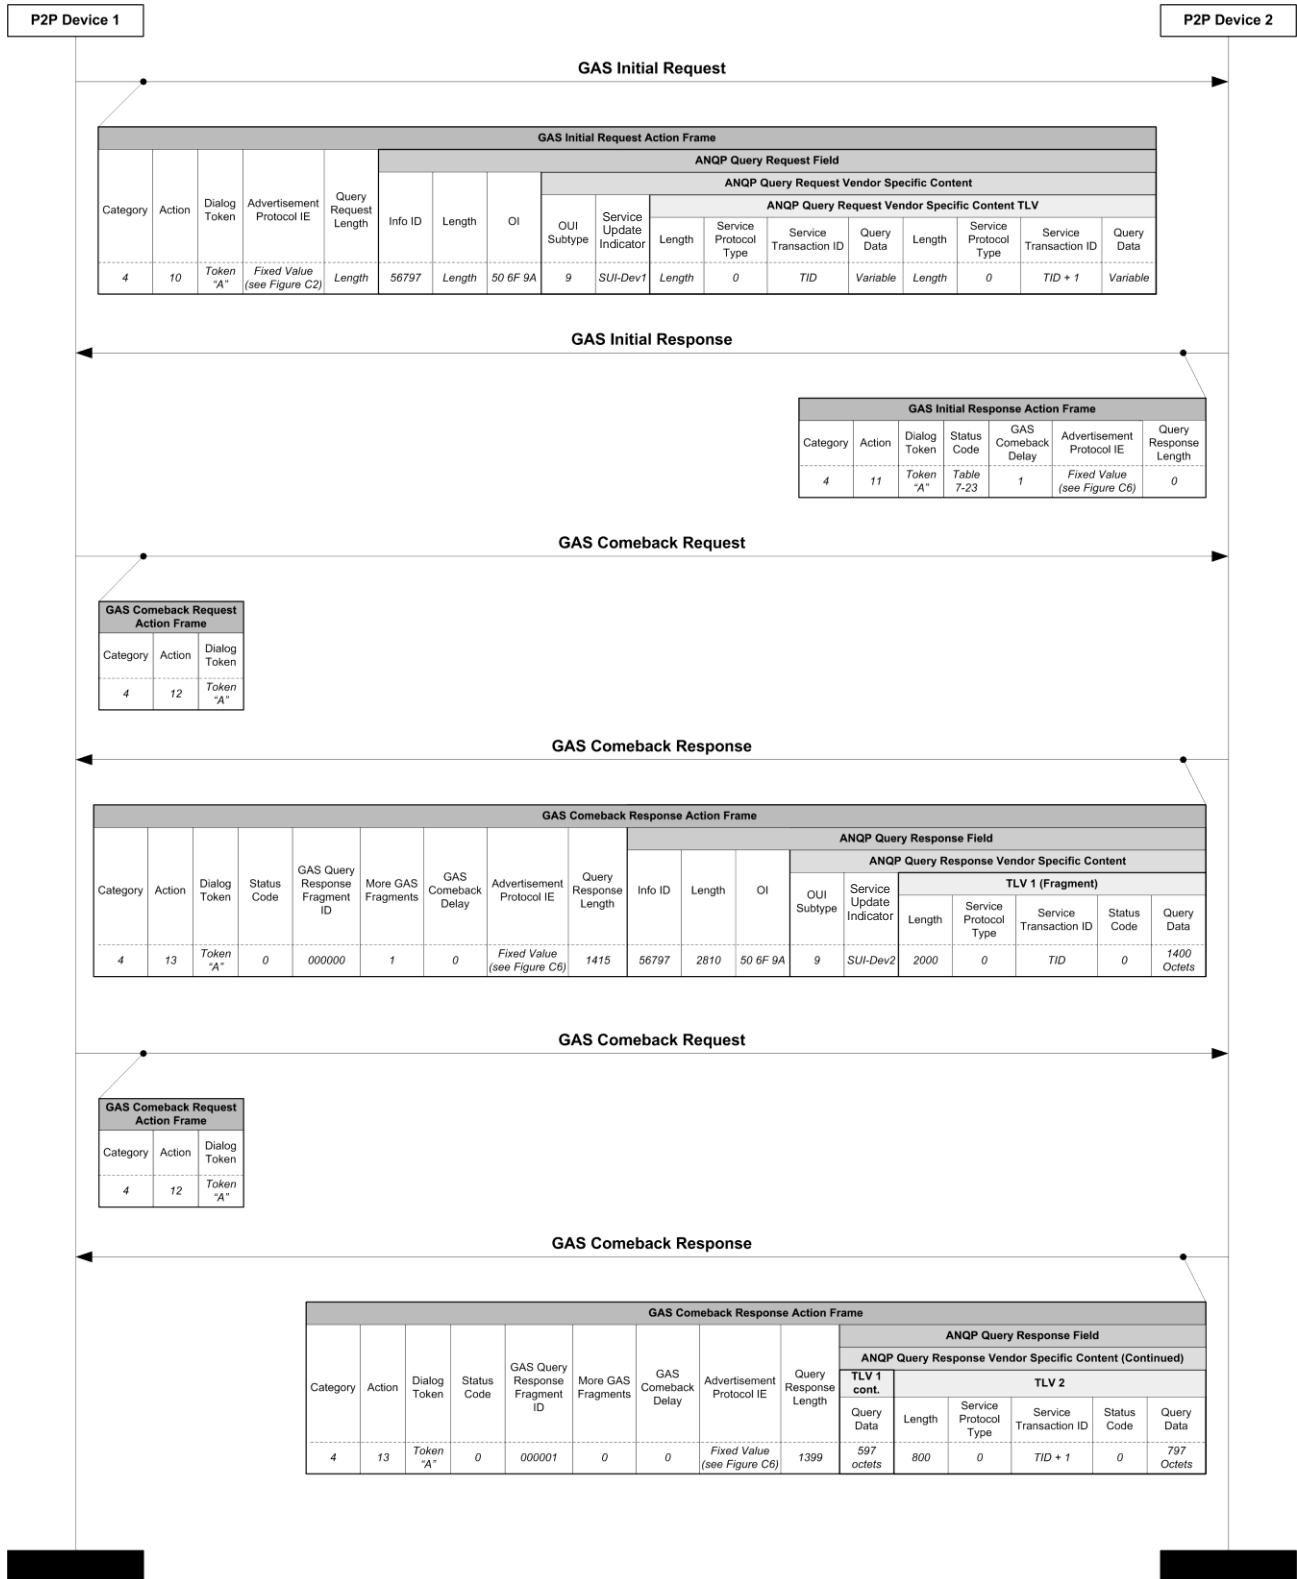 P2P Device 1
P2P Device 2
GAS Initial Request
GAS Initial Request Action Frame
ANQP Query Request Field
ANQP Query Request Vendor Specific Content
ANQP Query Request Vendor Specific Content TLV
Category
Action
Dialog
Token
Advertisement
Protocol IE
Query
Request
Length
Info ID
Length
OI
OUI
Subtype
Service
Update
Indicator
Length
Service
Protocol
Type
Service
Transaction ID
Query
Data
Length
Service
Protocol
Type
Service
Transaction ID
Query
Data
4
10
Token
“A”
Fixed Value
(see Figure C2)
Length
56797
Length
50 6F 9A
9
SUI-Dev1
Length
0
TID
Variable
Length
0
TID + 1
Variable
GAS Initial Response
GAS Initial Response Action Frame
Category
Action
Dialog
Token
Status
Code
GAS
Comeback
Delay
Advertisement
Protocol IE
Query
Response
Length
4
11
Token
“A”
Table
7-23
1
Fixed Value
(see Figure C6)
0
GAS Comeback Request
GAS Comeback Request
Action Frame
Category
Action
Dialog
Token
4
12
Token
“A”
GAS Comeback Response
GAS Comeback Response Action Frame
ANQP Query Response Field
ANQP Query Response Vendor Specific Content
TLV 1 (Fragment)
Category
Action
Dialog
Token
Status
Code
GAS Query
Response
Fragment
ID
More GAS
Fragments
GAS
Comeback
Delay
Advertisement
Protocol IE
Query
Response
Length
Info ID
Length
OI
OUI
Subtype
Service
Update
Indicator
Length
Service
Protocol
Type
Service
Transaction ID
Status
Code
Query
Data
4
13
Token
“A”
0
000000
1
0
Fixed Value
(see Figure C6)
1415
56797
2810
50 6F 9A
9
SUI-Dev2
2000
0
TID
0
1400
Octets
GAS Comeback Request
GAS Comeback Request
Action Frame
Category
Action
Dialog
Token
4
12
Token
“A”
GAS Comeback Response
GAS Comeback Response Action Frame
ANQP Query Response Field
ANQP Query Response Vendor Specific Content (Continued)
TLV 1
cont.
TLV 2
Category
Action
Dialog
Token
Status
Code
GAS Query
Response
Fragment
ID
More GAS
Fragments
GAS
Comeback
Delay
Advertisement
Protocol IE
Query
Response
Length
Query
Data
Length
Service
Protocol
Type
Service
Transaction ID
Status
Code
Query
Data
4
13
Token
“A”
0
000001
0
0
Fixed Value
(see Figure C6)
1399
597
octets
800
0
TID + 1
0
797
Octets